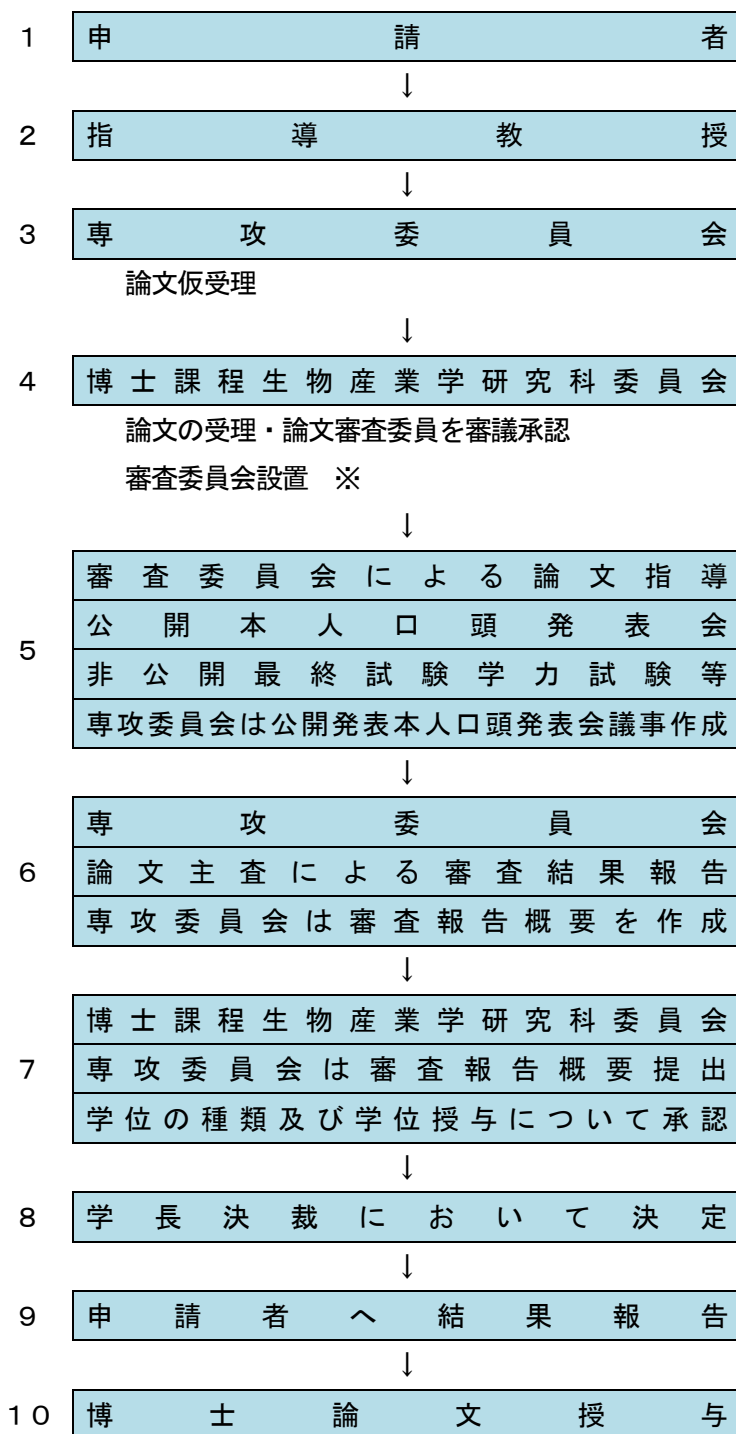 1 申請者
↓
2 指導教授
↓
3 専攻委員会
論文仮受理
↓
4 博士課程生物産業学研究科委員会
論文の受理・論文審査委員を審議承認
審査委員会設置　※
↓
審査委員会による論文指導
公開本人口頭発表会
5
非公開最終試験学力試験等
専攻委員会は公開発表本人口頭発表会議事作成
↓
専攻委員会
6 論文主査による審査結果報告
専攻委員会は審査報告概要を作成
↓
博士課程生物産業学研究科委員会
7 専攻委員会は審査報告概要提出
学位の種類及び学位授与について承認
↓
8 学長決裁において決定
↓
9 申請者へ結果報告
↓
１０ 博士論文授与